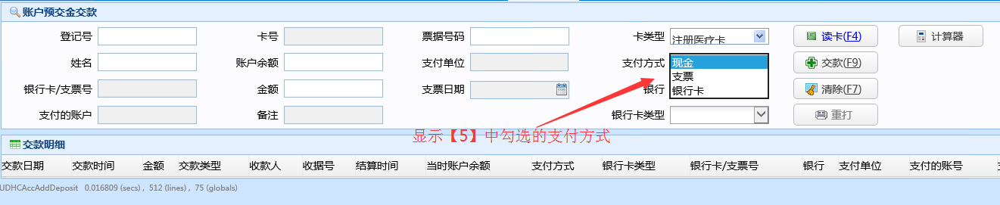 账户预交金交款
登记号 卡号 票据号码 卡类型 注册医疗卡 读卡(F4) 计算器
姓名 账户余额 支付单位 支付方式 现金 交款(F9)
支票
银行卡/支票号 金额 支票日期 银行 银行卡 清除(F7)
支付的账户 备注 银行卡类型 重打
显示【5】中勾选的支付方式
交款明细
交款日期 交款时间 金额 交款类型 收款人 收据号 结算时间 当时账户余额 支付方式 银行卡类型 银行卡/支票号 银行 支付单位 支付的账号
UDHCAccAddDeposit 0.016809 (secs) , 512 (lines) , 75 (globals)